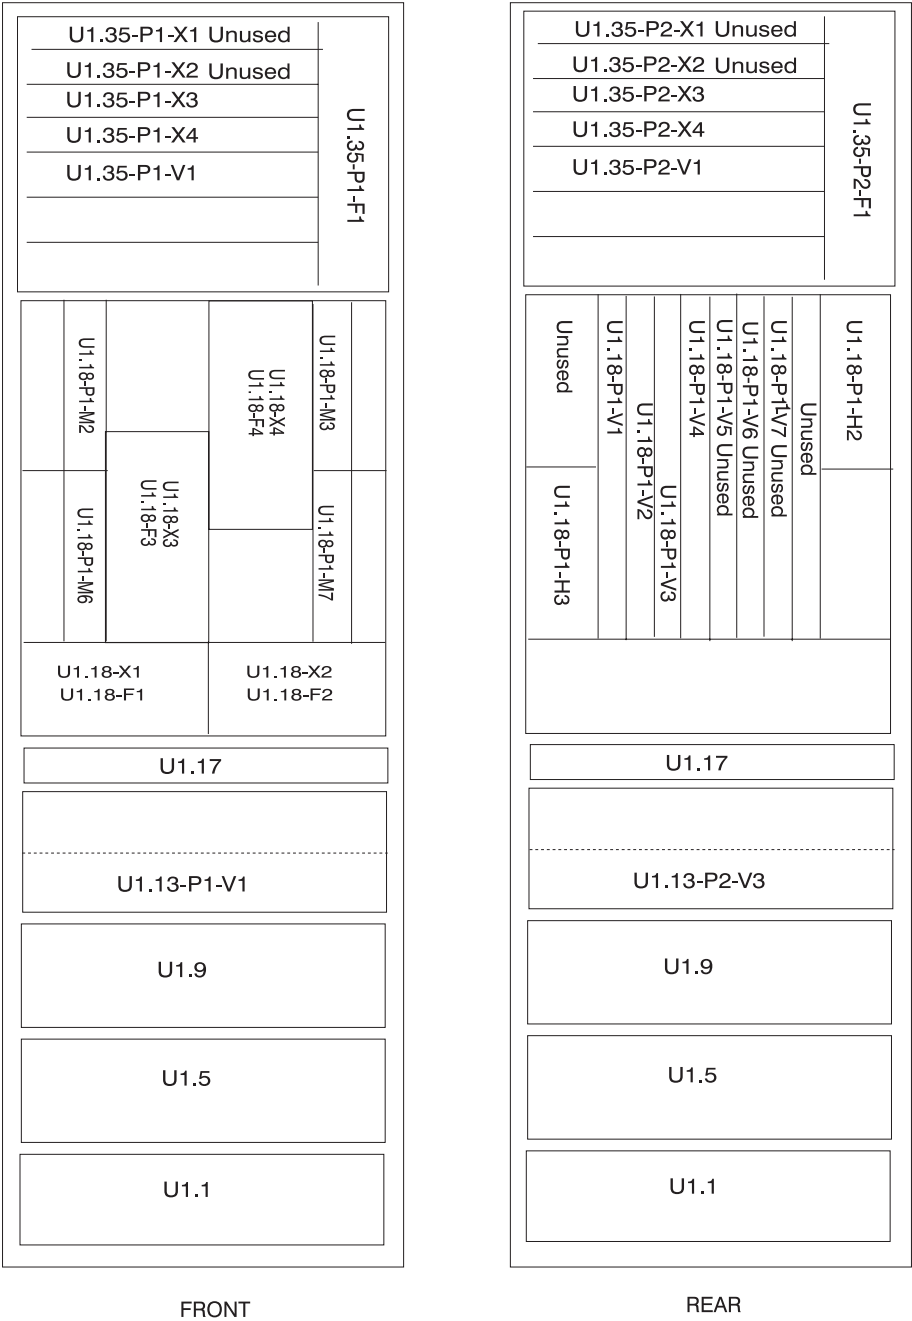 U1.35-P1-X1 Unused
U1.35-P1-X2 Unused
U1.35-P1-X3
U1.35-P1-X4
U1.35-P1-V1
U1.35-P1-F1
U1.18-P1-M2
U1.18-X4
U1.18-F4
U1.18-P1-M3
U1.18-P1-M6
U1.18-X3
U1.18-F3
U1.18-P1-M7
U1.18-X1
U1.18-F1
U1.18-X2
U1.18-F2
U1.17
U1.13-P1-V1
U1.9
U1.5
U1.1
FRONT
U1.35-P2-X1 Unused
U1.35-P2-X2 Unused
U1.35-P2-X3
U1.35-P2-X4
U1.35-P2-V1
U1.35-P2-F1
Unused
U1.18-P1-H3
U1.18-P1-V1
U1.18-P1-V2
U1.18-P1-V3
U1.18-P1-V4
U1.18-P1-V5 Unused
U1.18-P1-V6 Unused
U1.18-P1-V7 Unused
Unused
U1.18-P1-H2
U1.17
U1.13-P2-V3
U1.9
U1.5
U1.1
REAR